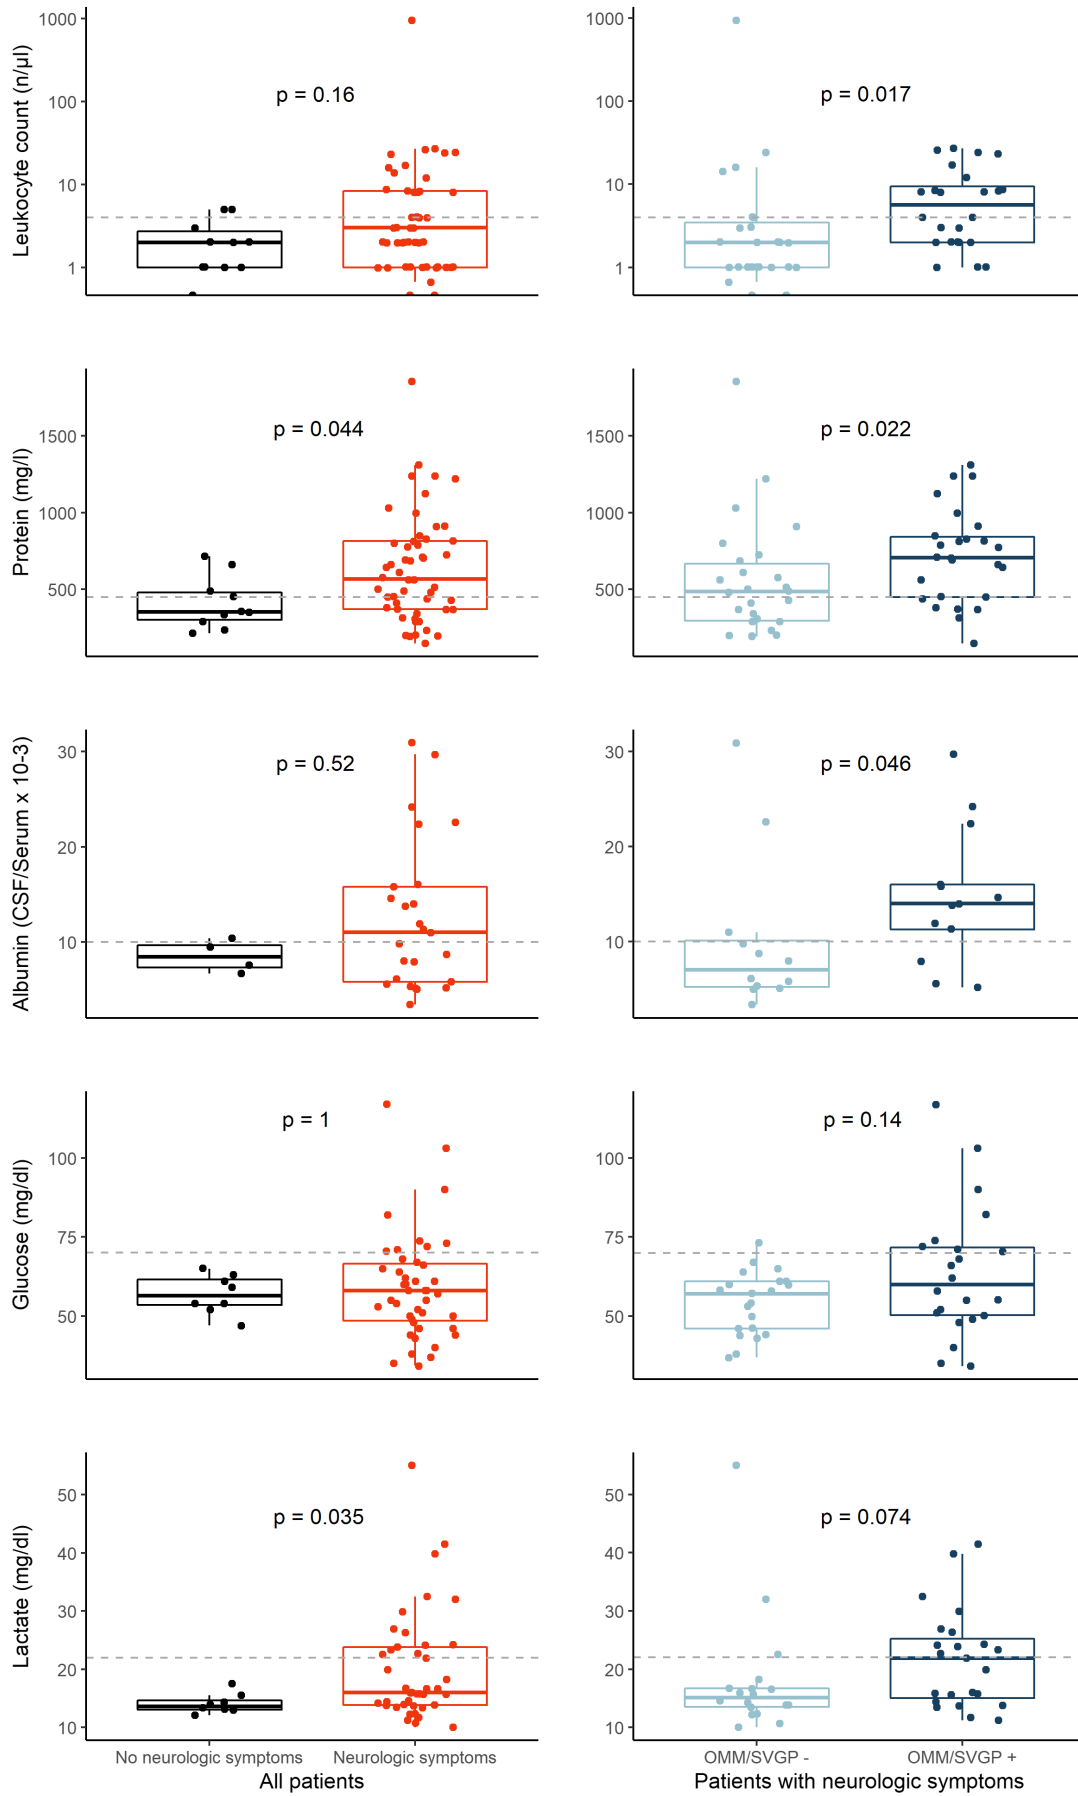 Leukocyte count (n/µl)
1000
100
10
1
p = 0.16
1000
100
10
1
p = 0.017
Protein (mg/l)
1500
1000
500
p = 0.044
1500
1000
500
p = 0.022
Albumin (CSF/Serum x 10-3)
30
20
10
p = 0.52
30
20
10
p = 0.046
Glucose (mg/dl)
100
75
50
p = 1
100
75
50
p = 0.14
Lactate (mg/dl)
50
40
30
20
10
p = 0.035
50
40
30
20
10
p = 0.074
No neurologic symptoms
Neurologic symptoms
All patients
OMM/SVGP -
OMM/SVGP +
Patients with neurologic symptoms